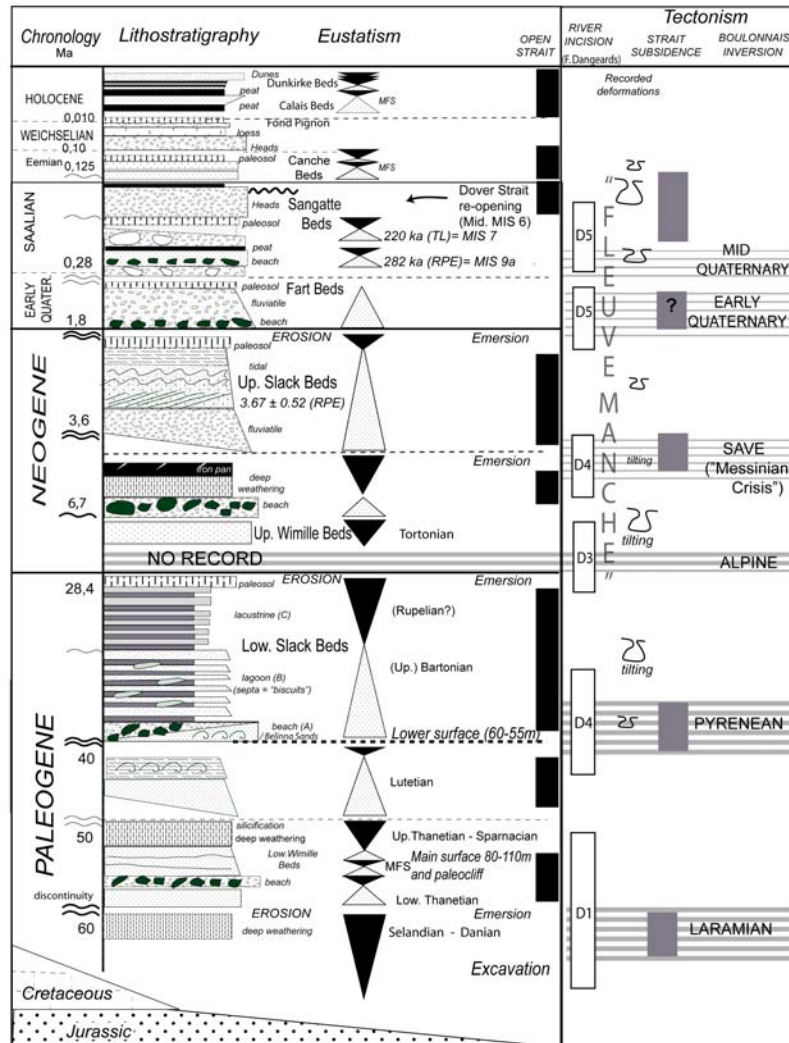 Chronology
Ma
Lithostratigraphy
Eustatism
OPEN
STRAIT
RIVER
INCISION
(F. Dangeards)
Tectonism
STRAIT
SUBSIDENCE
BOULONNAIS
INVERSION
Recorded
deformations
HOLOCENE
0,010
Dunes
Dunkirke Beds
peat
MFS
Calais Beds
peat
Fond Pignon
WEICHSELIAN
0,10
loess
Heads
Eemian
0,125
paleosol
Canche
Beds
MFS
SAALIAN
0,28
Heads
Sangatte
Beds
Dover Strait
re-opening
(Mid. MIS 6)
paleosol
220 ka (TL)= MIS 7
peat
beach
282 ka (RPE)= MIS 9a
D5
MID
QUATERNARY
EARLY
QUATER.
1,8
paleosol
Fart Beds
fluviatile
beach
D5
?
EARLY
QUATERNARY
"FLEUVE MANCHE"
NEOGENE
EROSION
Emersion
paleosol
tidal
Up. Slack Beds
3.67 ± 0.52 (RPE)
3,6
fluviatile
Emersion
iron pan
deep
weathering
6,7
beach
D4
tilting
SAVE
("Messinian
Crisis")
Up. Wimille Beds
Tortonian
NO RECORD
D3
tilting
ALPINE
PALEOGENE
28,4
EROSION
Emersion
paleosol
lacustrine (C)
(Rupelian?)
Low. Slack Beds
lagoon (B)
(septa = "biscuits")
(Up.) Bartonian
beach (A)
/ Belinna Sands
Lower surface (60-55m)
tilting
D4
PYRENEAN
40
Lutetian
50
silicification
deep weathering
Up.Thanetian - Sparnacian
Low.Wimille
Beds
MFS
Main surface 80-110m
and paleocliff
beach
discontinuity
Low. Thanetian
EROSION
Emersion
60
deep weathering
Selandian - Danian
Excavation
D1
LARAMIAN
Cretaceous
Jurassic